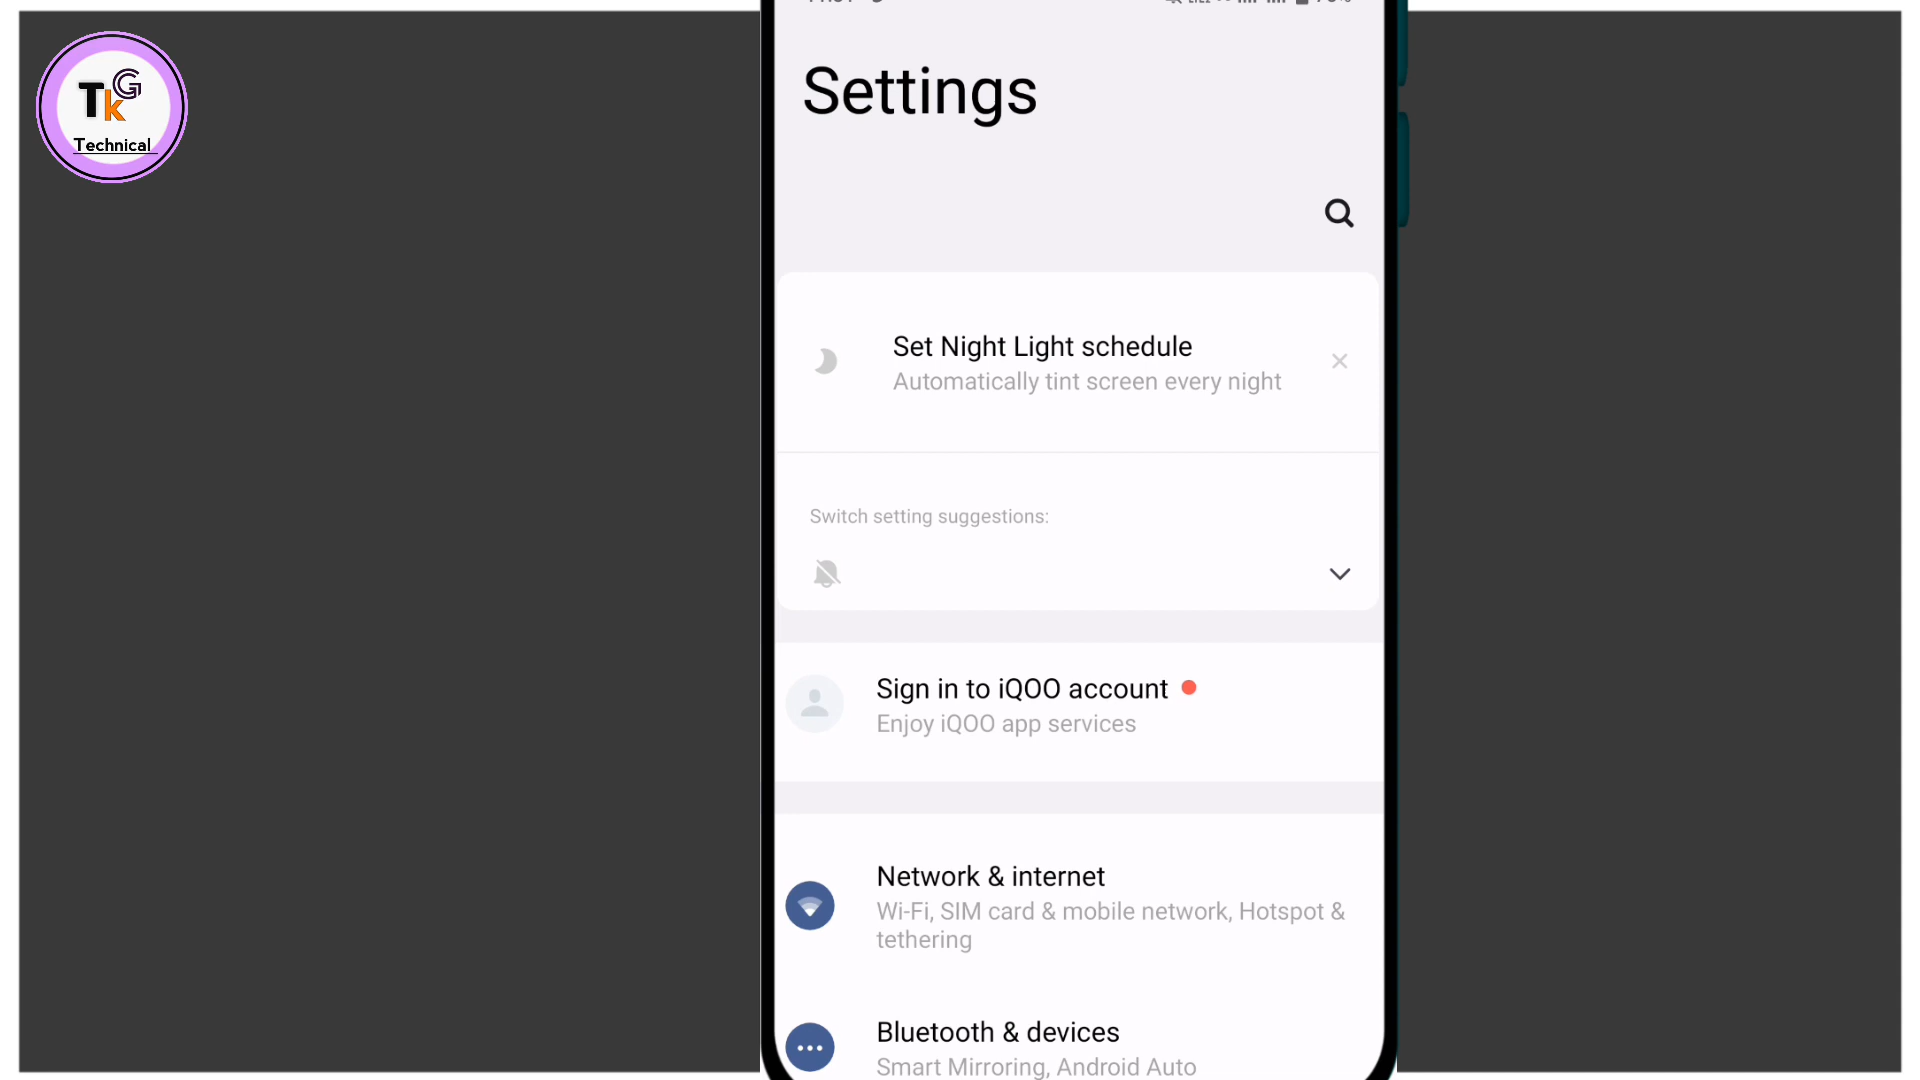 TkG
Technical
Settings
Set Night Light schedule
Automatically tint screen every night
Switch setting suggestions:
Sign in to iQOO account
Enjoy iQOO app services
Network & internet
Wi-Fi, SIM card & mobile network, Hotspot &
tethering
Bluetooth & devices
Smart Mirroring, Android Auto